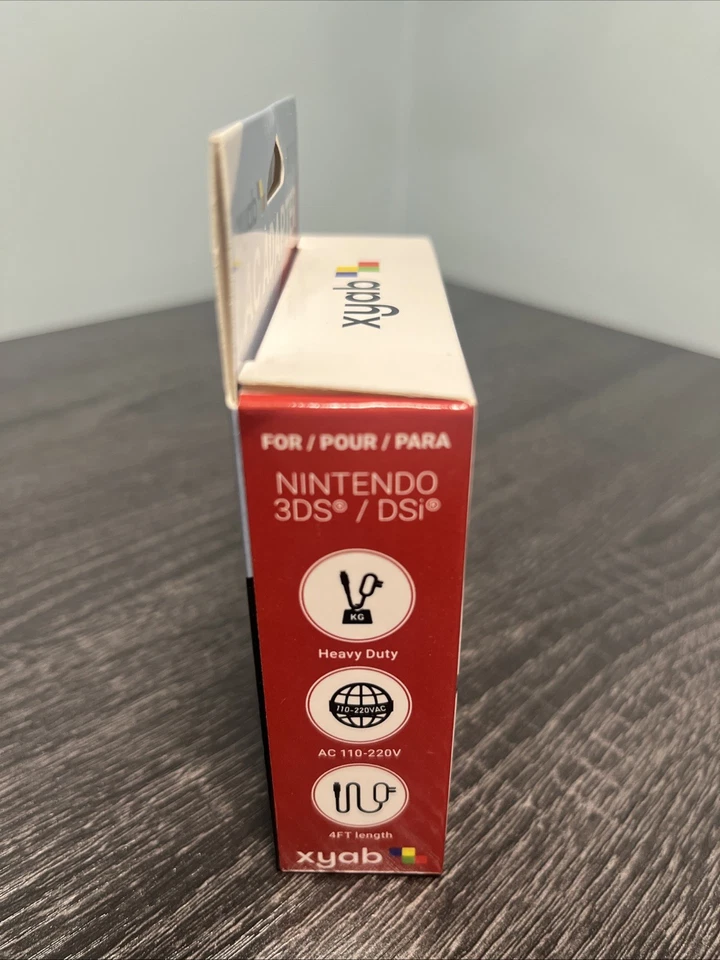 xyab
FOR / POUR / PARA
NINTENDO
3DS® / DSi®
KG
Heavy Duty
110-220VAC
AC 110-220V
4FT length
xyab